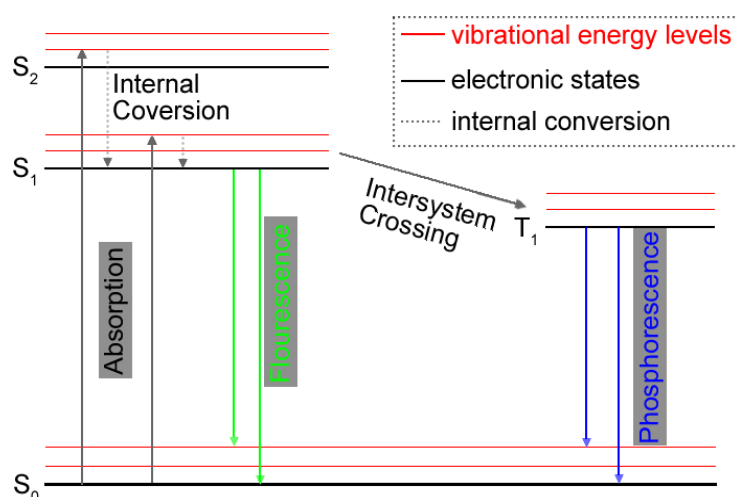 vibrational energy levels
electronic states
internal conversion
S2
Internal
Coversion
S1
Intersystem
Crossing
T1
Absorption
Flourescence
Phosphorescence
S0